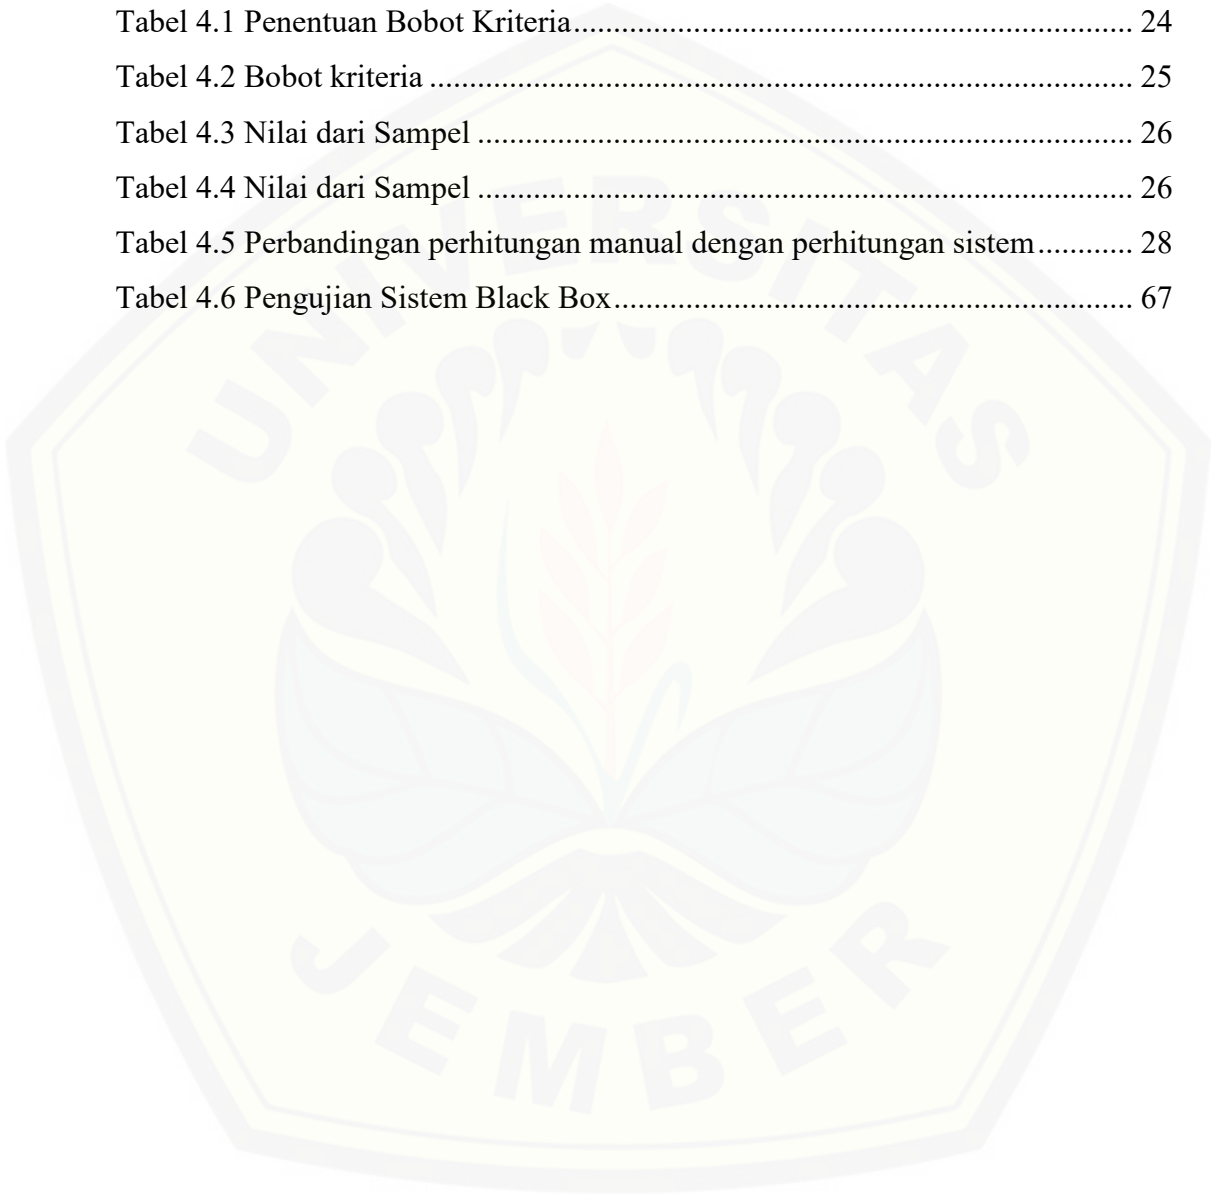 Tabel 4.1 Penentuan Bobot Kriteria..................................................................... 24
Tabel 4.2 Bobot kriteria ....................................................................................... 25
Tabel 4.3 Nilai dari Sampel ................................................................................. 26
Tabel 4.4 Nilai dari Sampel ................................................................................. 26
Tabel 4.5 Perbandingan perhitungan manual dengan perhitungan sistem............ 28
Tabel 4.6 Pengujian Sistem Black Box................................................................ 67
UNIVERSITAS
JEMBER